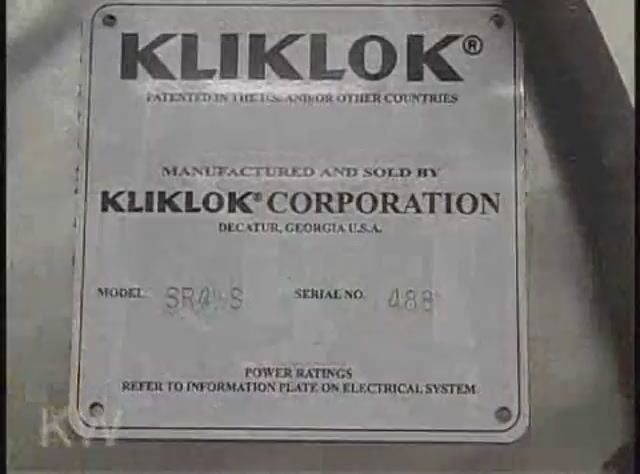 KLIKLOK®
PATENTED IN THE U.S. AND/OR OTHER COUNTRIES
MANUFACTURED AND SOLD BY
KLIKLOK® CORPORATION
DECATUR, GEORGIA U.S.A.
MODEL SERIAL NO. 488
POWER RATINGS
REFER TO INFORMATION PLATE ON ELECTRICAL SYSTEM
KW